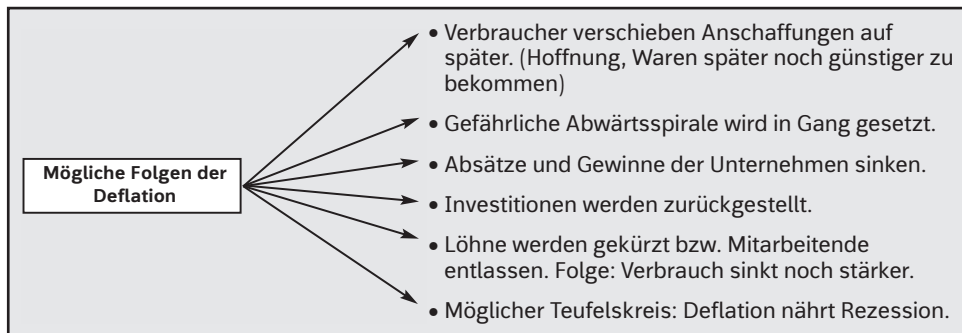 Mögliche Folgen der
Deflation
• Verbraucher verschieben Anschaffungen auf
später. (Hoffnung, Waren später noch günstiger zu
bekommen)
• Gefährliche Abwärtsspirale wird in Gang gesetzt.
• Absätze und Gewinne der Unternehmen sinken.
• Investitionen werden zurückgestellt.
• Löhne werden gekürzt bzw. Mitarbeitende
entlassen. Folge: Verbrauch sinkt noch stärker.
• Möglicher Teufelskreis: Deflation nährt Rezession.